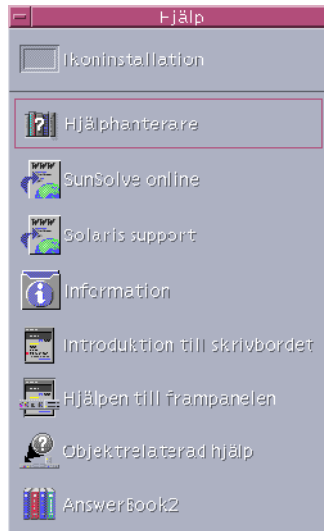 Hjälp
Ikoninstallation
Hjälphanterare
SunSolve online
Solaris support
Information
Introduktion till skrivbordet
Hjälpen till frampanelen
Objektrelaterad hjälp
AnswerBook2